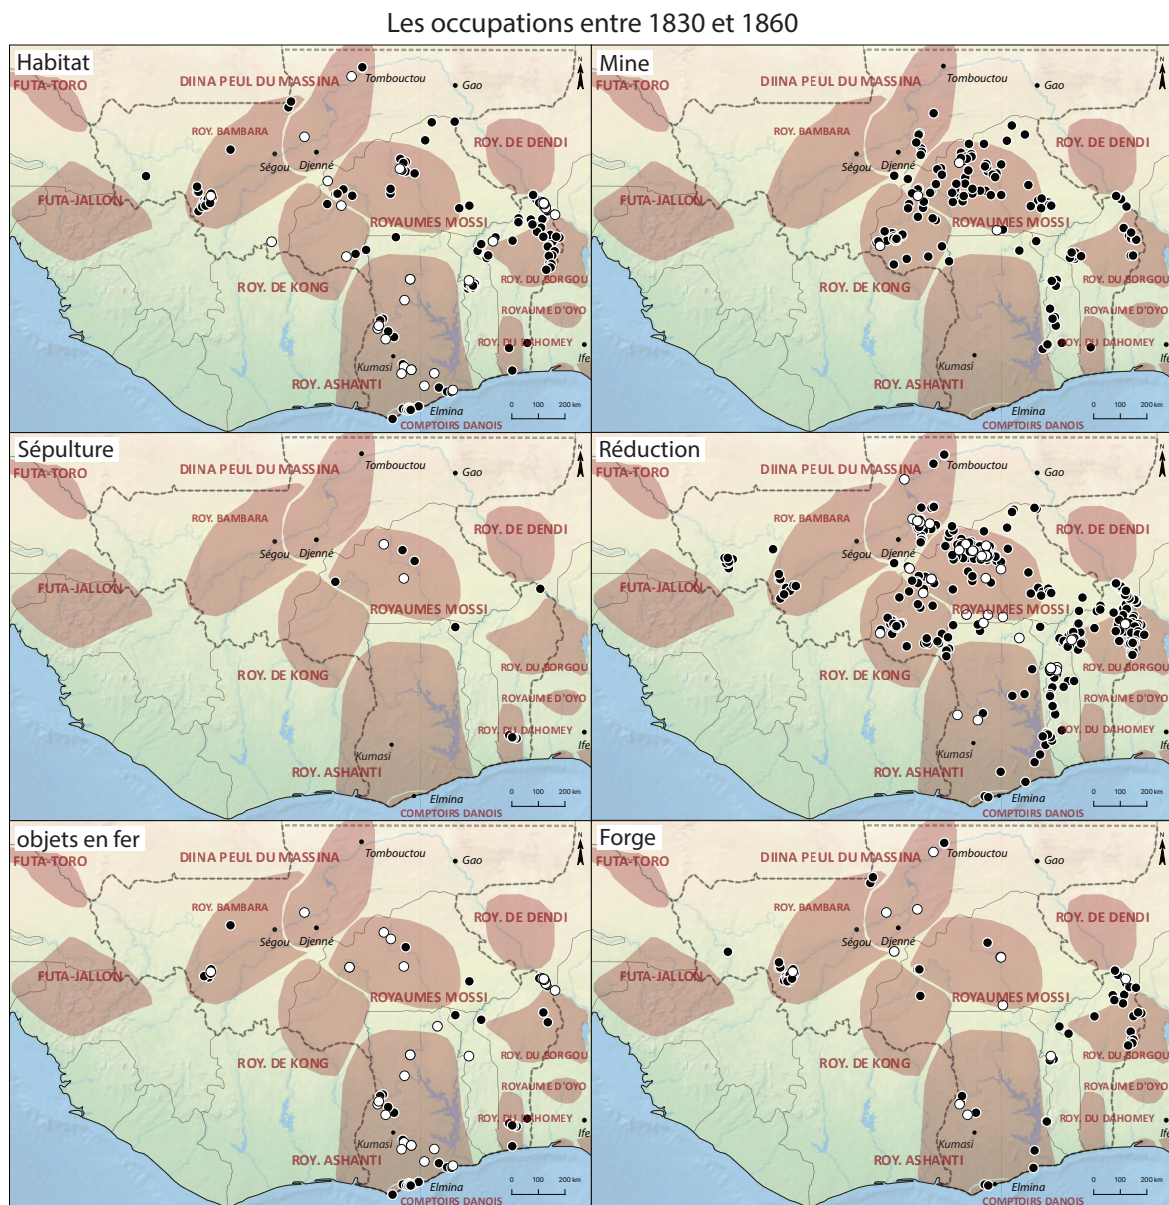 Les occupations entre 1830 et 1860
Habitat
FUTA-TORO
DIINA PEUL DU MASSINA
Tombouctou
Gao
N
ROY. BAMBARA
ROY. DE DENDI
Ségou
Djenné
FUTA-JALLON
ROYAUMES MOSSI
ROY. DE KONG
ROY. DU BORGOU
ROYAUME D'OYO
ROY. DU DAHOMEY
Ife
Kumasi
ROY. ASHANTI
Elmina
COMPTOIRS DANOIS
0 100 200 km
Mine
FUTA-TORO
DIINA PEUL DU MASSINA
Tombouctou
Gao
N
ROY. BAMBARA
ROY. DE DENDI
Ségou
Djenné
FUTA-JALLON
ROYAUMES MOSSI
ROY. DE KONG
ROY. DU BORGOU
ROYAUME D'OYO
ROY. DU DAHOMEY
Ife
Kumasi
ROY. ASHANTI
Elmina
COMPTOIRS DANOIS
0 100 200 km
Sépulture
FUTA-TORO
DIINA PEUL DU MASSINA
Tombouctou
Gao
N
ROY. BAMBARA
ROY. DE DENDI
Ségou
Djenné
FUTA-JALLON
ROYAUMES MOSSI
ROY. DE KONG
ROY. DU BORGOU
ROYAUME D'OYO
ROY. DU DAHOMEY
Ife
Kumasi
ROY. ASHANTI
Elmina
COMPTOIRS DANOIS
0 100 200 km
Réduction
FUTA-TORO
DIINA PEUL DU MASSINA
Tombouctou
Gao
N
ROY. BAMBARA
ROY. DE DENDI
Ségou
Djenné
FUTA-JALLON
ROYAUMES MOSSI
ROY. DE KONG
ROY. DU BORGOU
ROYAUME D'OYO
ROY. DU DAHOMEY
Ife
Kumasi
ROY. ASHANTI
Elmina
COMPTOIRS DANOIS
0 100 200 km
objets en fer
FUTA-TORO
DIINA PEUL DU MASSINA
Tombouctou
Gao
N
ROY. BAMBARA
ROY. DE DENDI
Ségou
Djenné
FUTA-JALLON
ROYAUMES MOSSI
ROY. DE KONG
ROY. DU BORGOU
ROYAUME D'OYO
ROY. DU DAHOMEY
Ife
Kumasi
ROY. ASHANTI
Elmina
COMPTOIRS DANOIS
0 100 200 km
Forge
FUTA-TORO
DIINA PEUL DU MASSINA
Tombouctou
Gao
N
ROY. BAMBARA
ROY. DE DENDI
Ségou
Djenné
FUTA-JALLON
ROYAUMES MOSSI
ROY. DE KONG
ROY. DU BORGOU
ROYAUME D'OYO
ROY. DU DAHOMEY
Ife
Kumasi
ROY. ASHANTI
Elmina
COMPTOIRS DANOIS
0 100 200 km